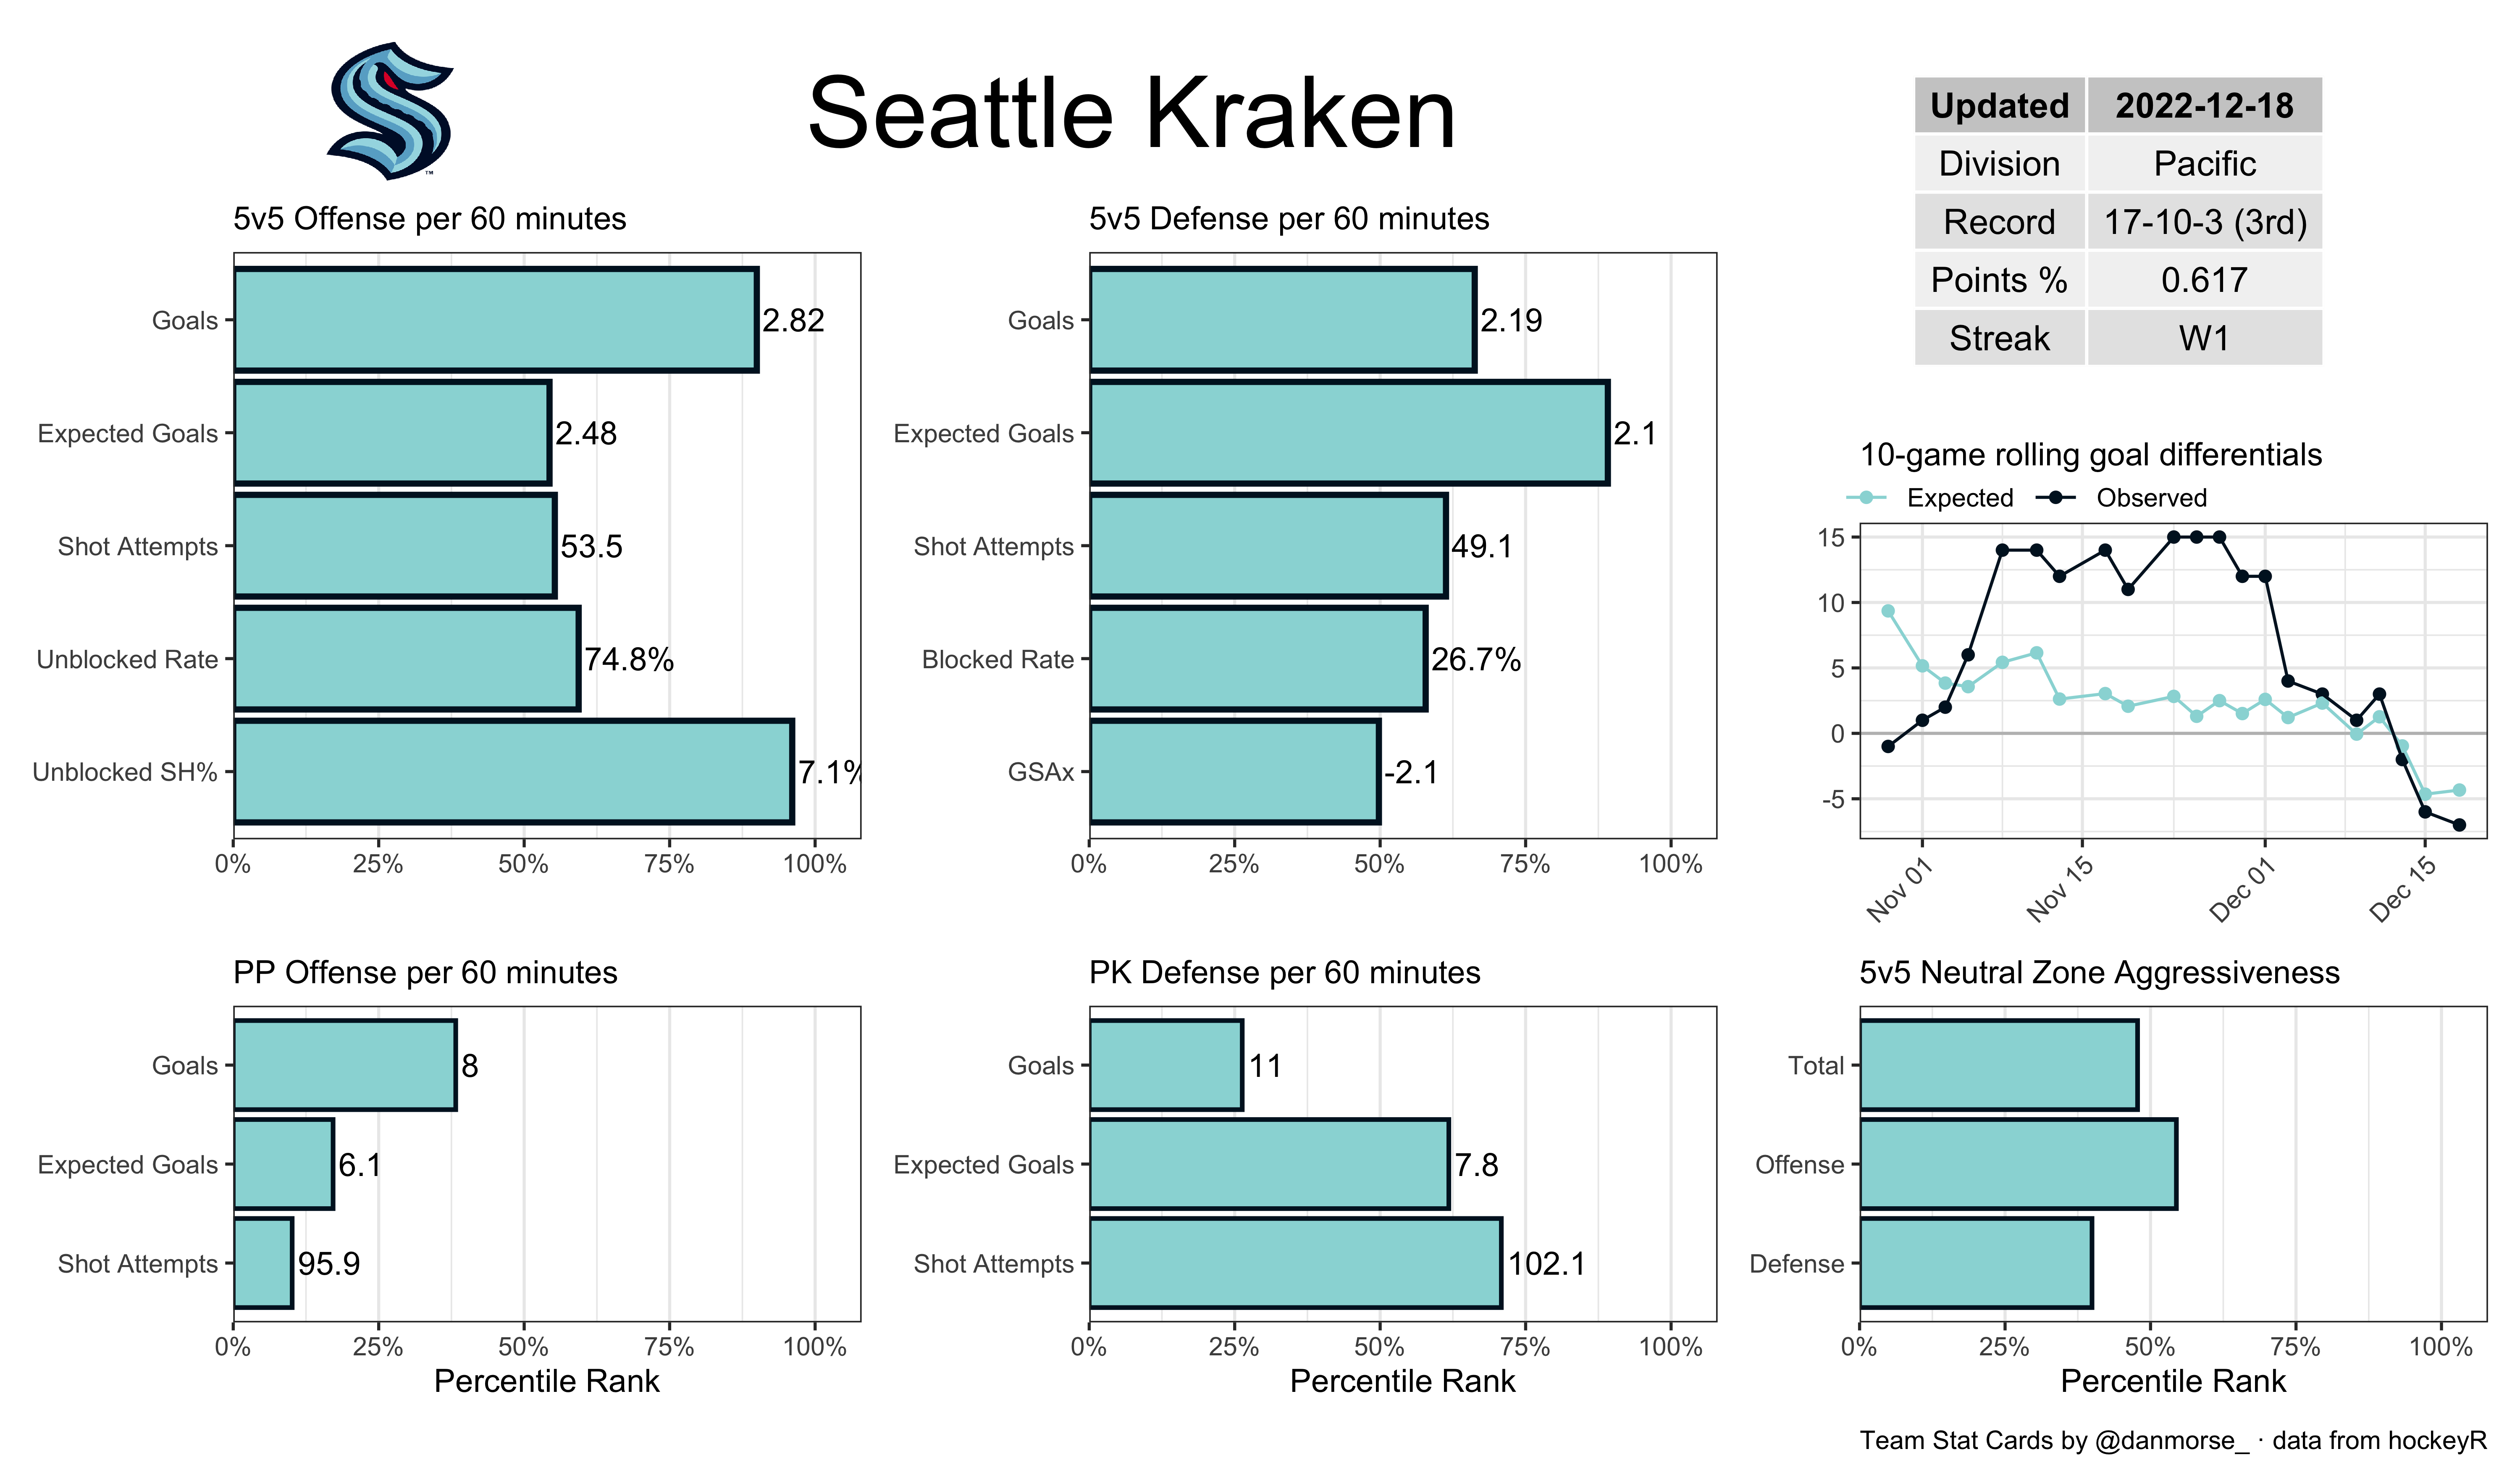 Seattle Kraken
Updated 2022-12-18
Division Pacific
Record 17-10-3 (3rd)
Points % 0.617
Streak W1
5v5 Offense per 60 minutes
Goals 2.82
Expected Goals 2.48
Shot Attempts 53.5
Unblocked Rate 74.8%
Unblocked SH% 7.1%
0% 25% 50% 75% 100%
5v5 Defense per 60 minutes
Goals 2.19
Expected Goals 2.1
Shot Attempts 49.1
Blocked Rate 26.7%
GSAx -2.1
0% 25% 50% 75% 100%
10-game rolling goal differentials
Expected Observed
15
10
5
0
-5
Nov 01 Nov 15 Dec 01 Dec 15
PP Offense per 60 minutes
Goals 8
Expected Goals 6.1
Shot Attempts 95.9
0% 25% 50% 75% 100%
Percentile Rank
PK Defense per 60 minutes
Goals 11
Expected Goals 7.8
Shot Attempts 102.1
0% 25% 50% 75% 100%
Percentile Rank
5v5 Neutral Zone Aggressiveness
Total
Offense
Defense
0% 25% 50% 75% 100%
Percentile Rank
Team Stat Cards by @danmorse_ · data from hockeyR